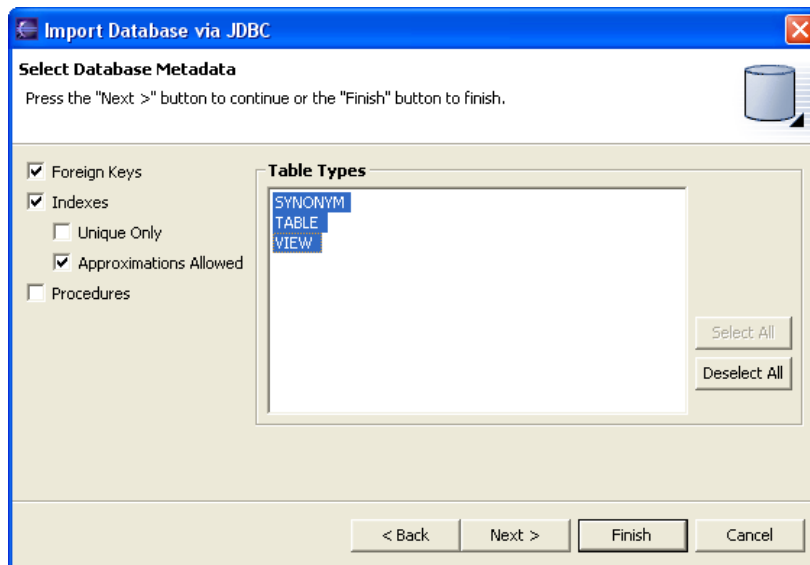 Import Database via JDBC
Select Database Metadata
Press the "Next >" button to continue or the "Finish" button to finish.
Foreign Keys
Indexes
Unique Only
Approximations Allowed
Procedures
Table Types
SYNONYM
TABLE
VIEW
Select All
Deselect All
< Back
Next >
Finish
Cancel